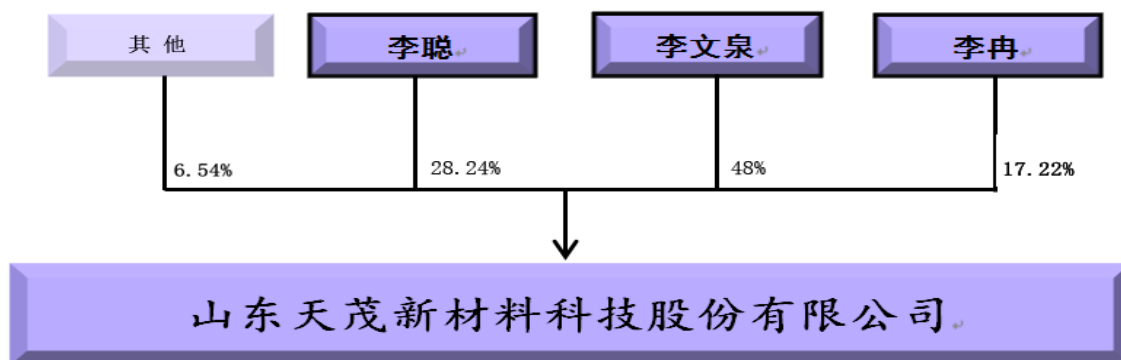 其 他
李聪
李文泉
李冉
6.54%
28.24%
48%
17.22%
山东天茂新材料科技股份有限公司